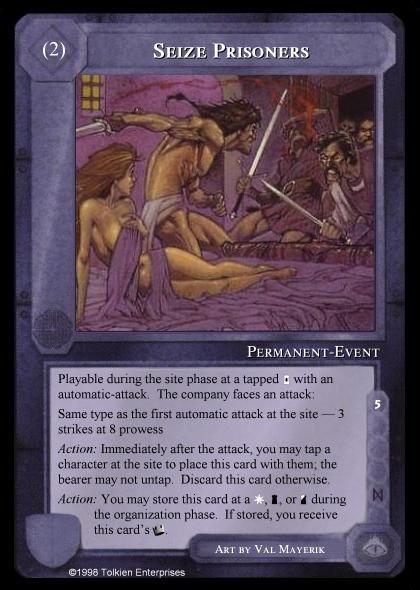 (2)
Seize Prisoners
Permanent-Event
Playable during the site phase at a tapped with an
automatic-attack. The company faces an attack:
Same type as the first automatic attack at the site — 3
strikes at 8 prowess
Action: Immediately after the attack, you may tap a
character at the site to place this card with them; the
bearer may not untap. Discard this card otherwise.
Action: You may store this card at a , , or during
the organization phase. If stored, you receive
this card's .
5
Art by Val Mayerik
©1998 Tolkien Enterprises